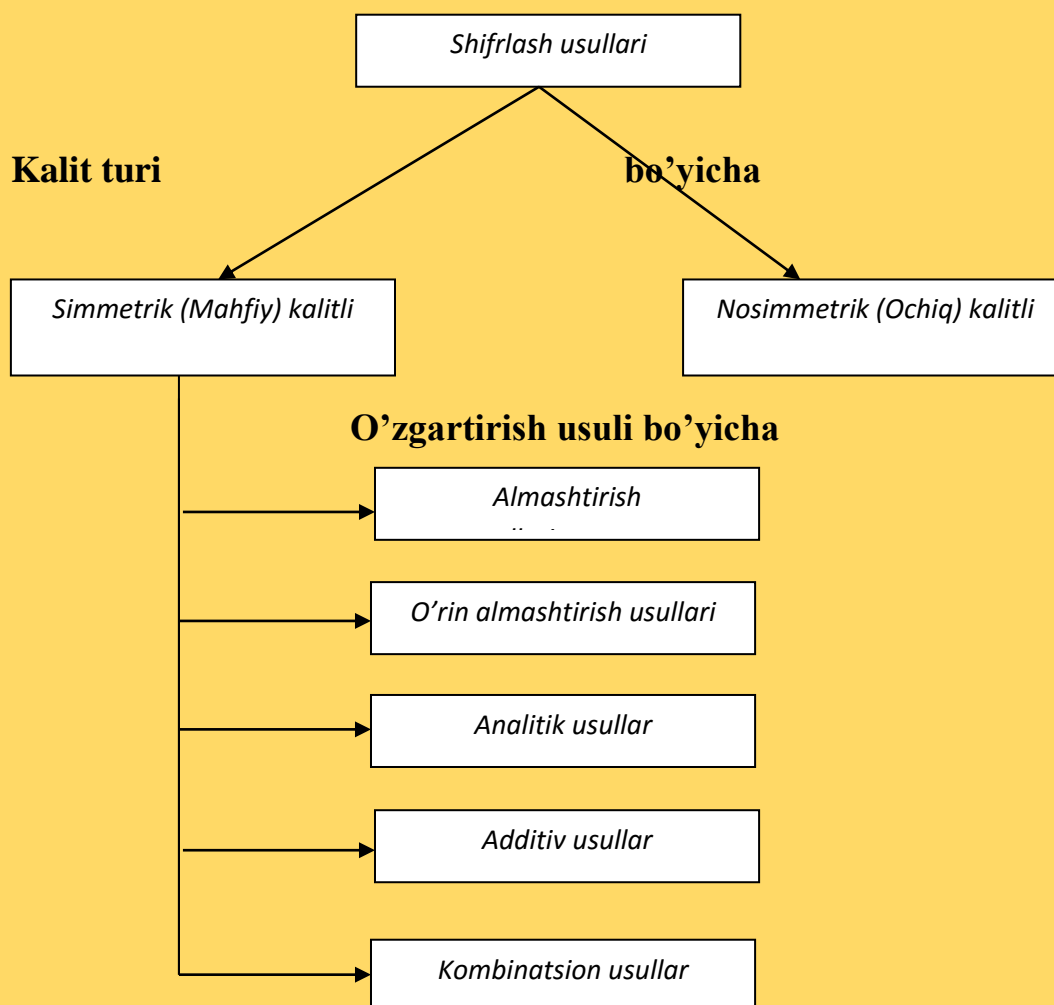 Shifrlash usullari
Kalit turi bo’yicha
Simmetrik (Mahfiy) kalitli
Nosimmetrik (Ochiq) kalitli
O’zgartirish usuli bo’yicha
Almashtirish
O’rin almashtirish usullari
Analitik usullar
Additiv usullar
Kombinatsion usullar